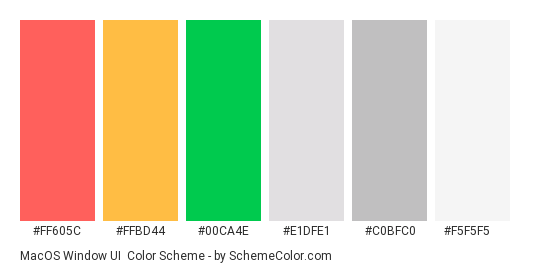 #FF605C #FFBD44 #00CA4E #E1DFE1 #C0BFC0 #F5F5F5
MacOS Window UI Color Scheme - by SchemeColor.com